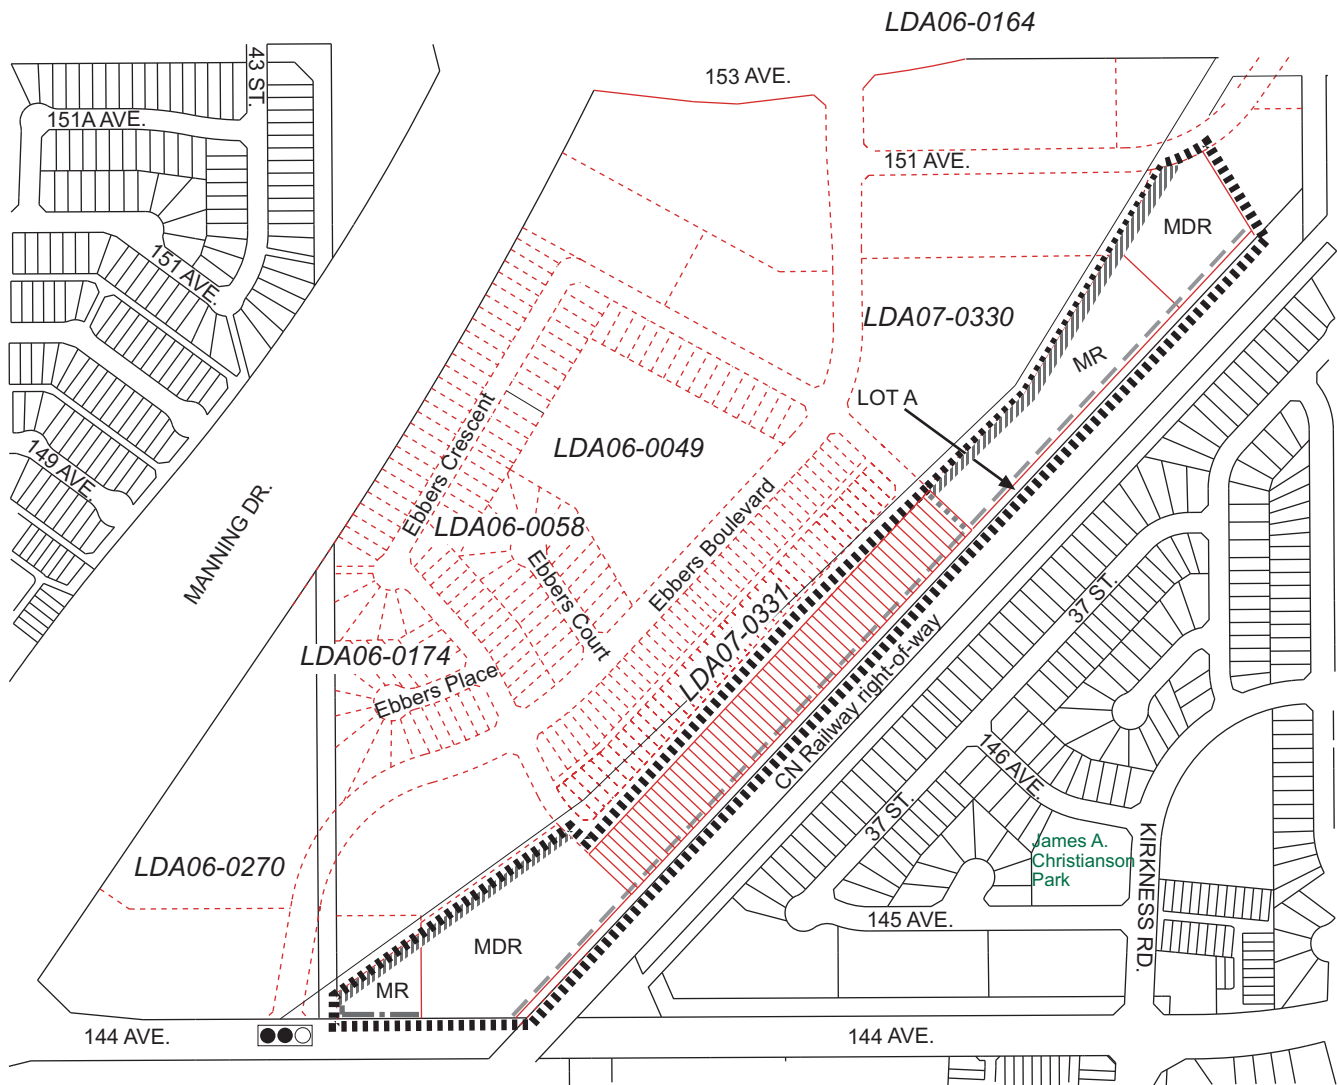 LDA06-0164
43 ST.
153 AVE.
151A AVE.
151 AVE.
MDR
151 AVE.
LDA07-0330
MR
LOT A
Ebbers Crescent
LDA06-0049
149 AVE.
MANNING DR.
LDA06-0058
Ebbers Boulevard
Ebbers Court
37 ST.
LDA07-0331
LDA06-0174
CN Railway right-of-way
Ebbers Place
146 AVE.
37 ST.
James A.
Christianson
Park
KIRKNESS RD.
LDA06-0270
145 AVE.
MDR
MR
144 AVE.
144 AVE.